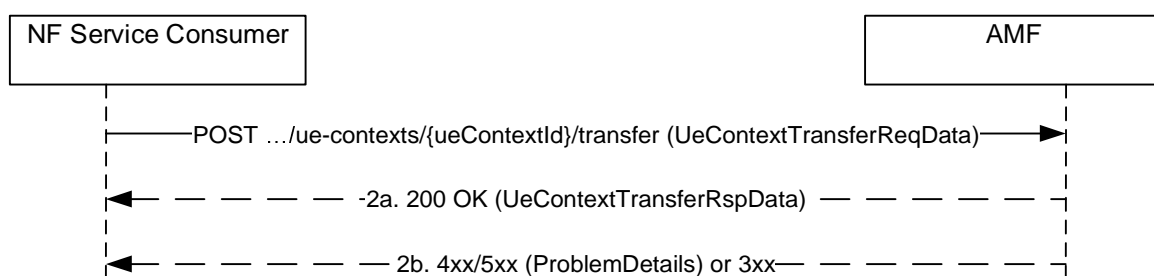 NF Service Consumer
AMF
POST …/ue-contexts/{ueContextId}/transfer (UeContextTransferReqData)
2a. 200 OK (UeContextTransferRspData)
2b. 4xx/5xx (ProblemDetails) or 3xx